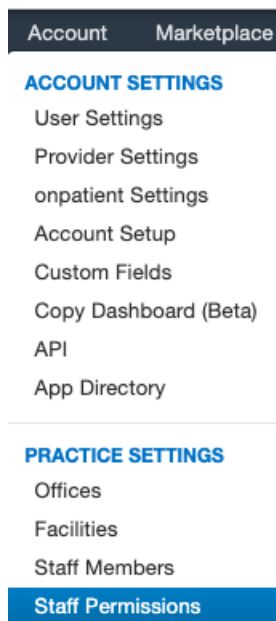 Account Marketplace
ACCOUNT SETTINGS
User Settings
Provider Settings
onpatient Settings
Account Setup
Custom Fields
Copy Dashboard (Beta)
API
App Directory
PRACTICE SETTINGS
Offices
Facilities
Staff Members
Staff Permissions